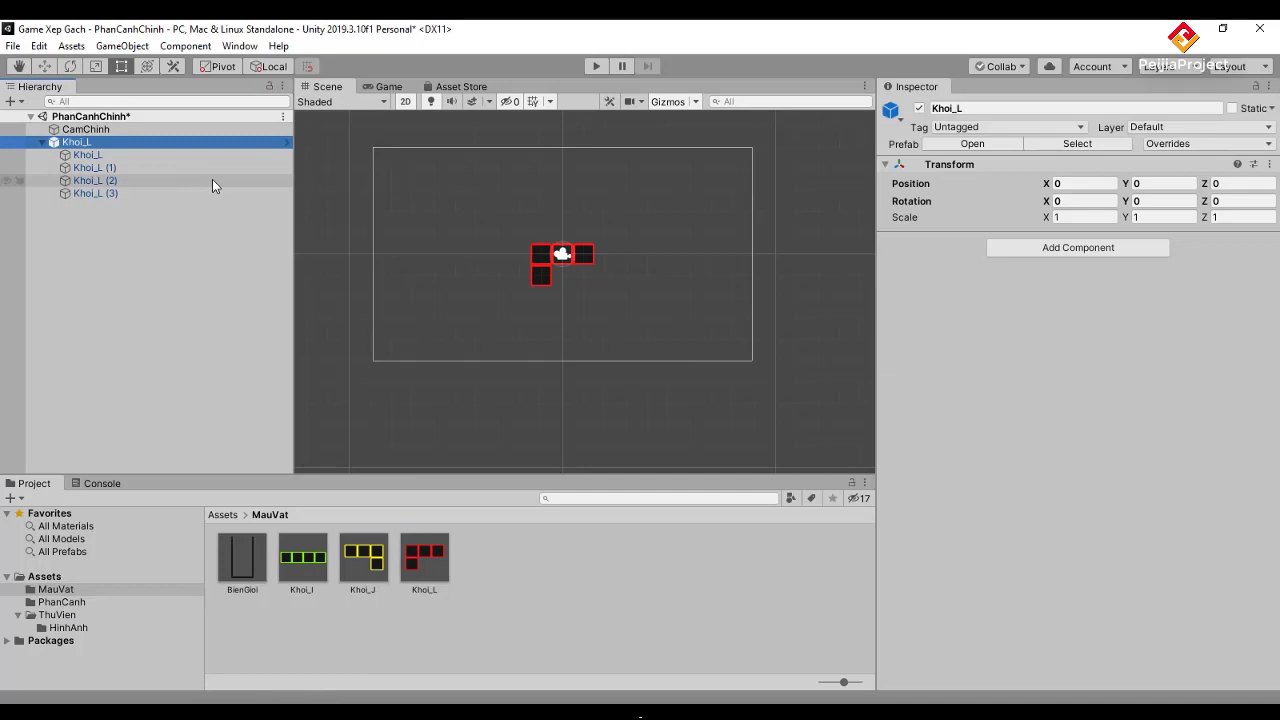 Game Xep Gach - PhanCanhChinh - PC, Mac & Linux Standalone - Unity 2019.3.10f1 Personal* <DX11>
File Edit Assets GameObject Component Window Help
PeijiaProject
Pivot Local Collab Account Layout
Hierarchy Scene Game Asset Store Inspector
All Shaded 2D 0 Gizmos All
Khoi_L Static
PhanCanhChinh*
Tag Untagged Layer Default
CamChinh
Khoi_L Prefab Open Select Overrides
Khoi_L
Transform
Khoi_L (1)
Khoi_L (2)
Position X 0 Y 0 Z 0
Khoi_L (3)
Rotation X 0 Y 0 Z 0
Scale X 1 Y 1 Z 1
Add Component
Project Console
17
Favorites
All Materials
All Models
All Prefabs
Assets
MauVat
PhanCanh
ThuVien
HinhAnh
Packages
Assets > MauVat
BienGioi Khoi_I Khoi_J Khoi_L